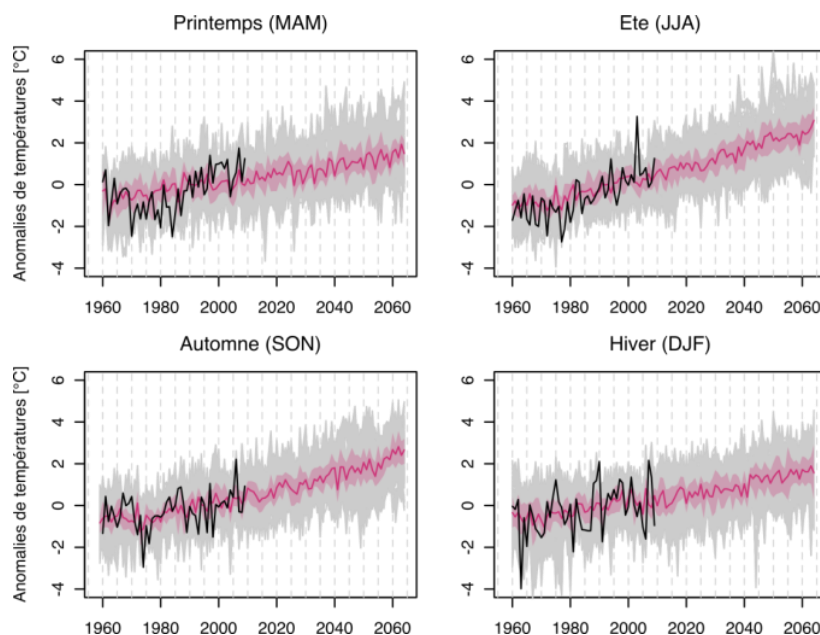 Printemps (MAM)
Ete (JJA)
Anomalies de températures [°C]
6
4
2
0
-2
-4
1960 1980 2000 2020 2040 2060
6
4
2
0
-2
-4
1960 1980 2000 2020 2040 2060
Automne (SON)
Hiver (DJF)
Anomalies de températures [°C]
6
4
2
0
-2
-4
1960 1980 2000 2020 2040 2060
6
4
2
0
-2
-4
1960 1980 2000 2020 2040 2060